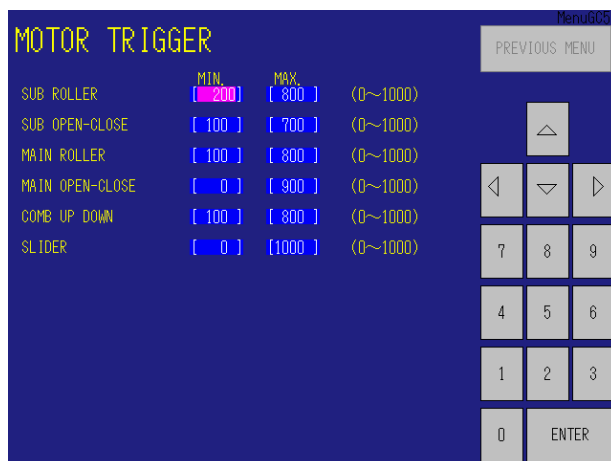 MenuGC5
MOTOR TRIGGER
PREVIOUS MENU
MIN. MAX.
SUB ROLLER [ 200] [ 800 ] (0～1000)
SUB OPEN-CLOSE [ 100 ] [ 700 ] (0～1000)
MAIN ROLLER [ 100 ] [ 800 ] (0～1000)
MAIN OPEN-CLOSE [ 0 ] [ 900 ] (0～1000)
COMB UP DOWN [ 100 ] [ 800 ] (0～1000)
SLIDER [ 0 ] [1000 ] (0～1000)
7 8 9
4 5 6
1 2 3
0 ENTER